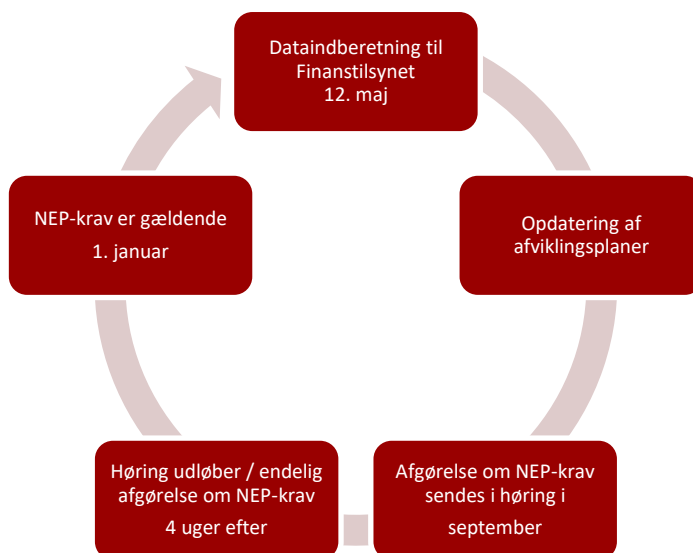 Dataindberetning til
Finanstilsynet
12. maj
Opdatering af
afviklingsplaner
Afgørelse om NEP-krav
sendes i høring i
september
Høring udløber / endelig
afgørelse om NEP-krav
4 uger efter
NEP-krav er gældende
1. januar